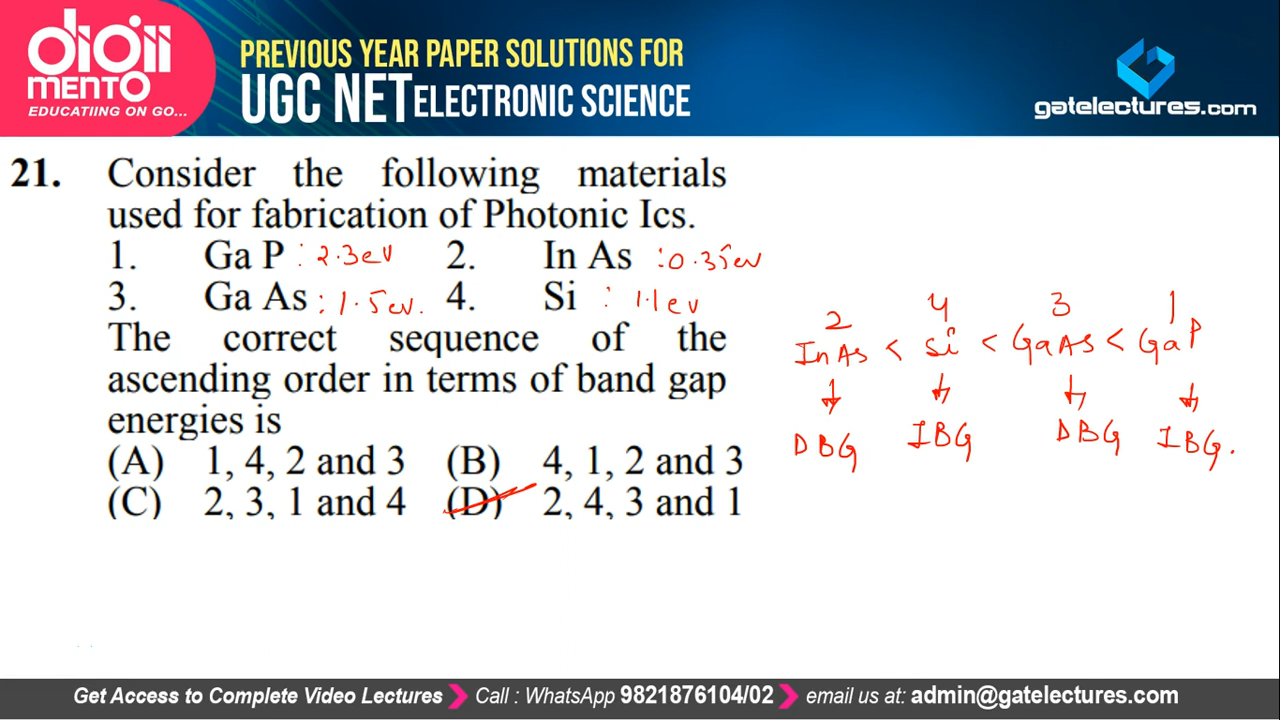 digii
MENTO
EDUCATIING ON GO...
PREVIOUS YEAR PAPER SOLUTIONS FOR
UGC NET ELECTRONIC SCIENCE
gatelectures.com
21. Consider the following materials
used for fabrication of Photonic Ics.
1. Ga P : 2.3ev 2. In As : 0.35ev
3. Ga As : 1.5ev. 4. Si : 1.1ev
The correct sequence of the
ascending order in terms of band gap
energies is
(A) 1, 4, 2 and 3 (B) 4, 1, 2 and 3
(C) 2, 3, 1 and 4 (D) 2, 4, 3 and 1
2 4 3 1
InAs < Si < GaAs < GaP
DBG IBG DBG IBG.
Get Access to Complete Video Lectures Call : WhatsApp 9821876104/02 email us at: admin@gatelectures.com